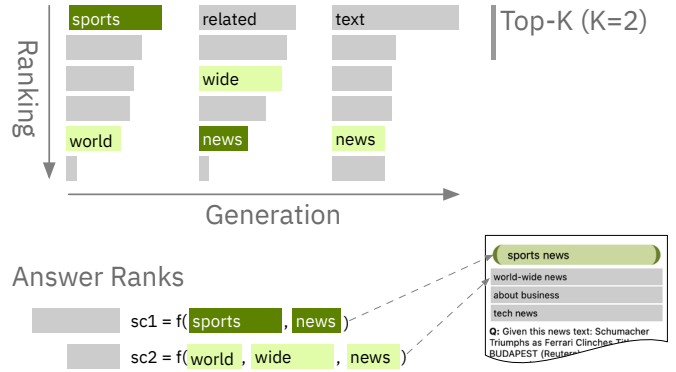 sports related text Top-K (K=2)
Ranking
wide
world news news
Generation
Answer Ranks
sc1 = f( sports , news )
sc2 = f( world , wide , news )
sports news
world-wide news
about business
tech news
Q: Given this news text: Schumacher
Triumphs as Ferrari Clinches
BUDAPEST (Reuters)